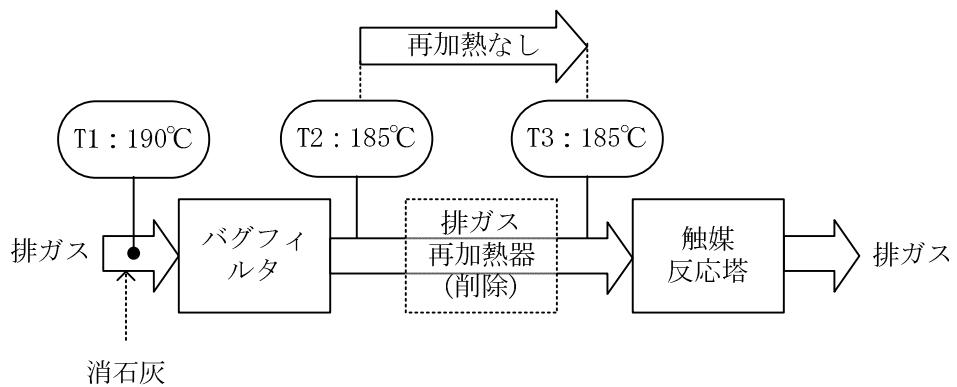 再加熱なし
T1：190℃
T2：185℃
T3：185℃
排ガス
バグフィ
ルタ
排ガス
再加熱器
(削除)
触媒
反応塔
排ガス
消石灰